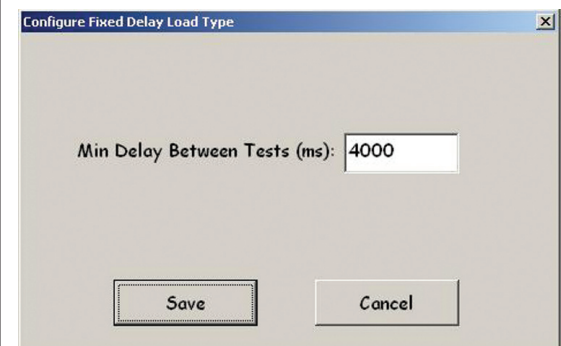 Configure Fixed Delay Load Type
Min Delay Between Tests (ms): 4000
Save Cancel